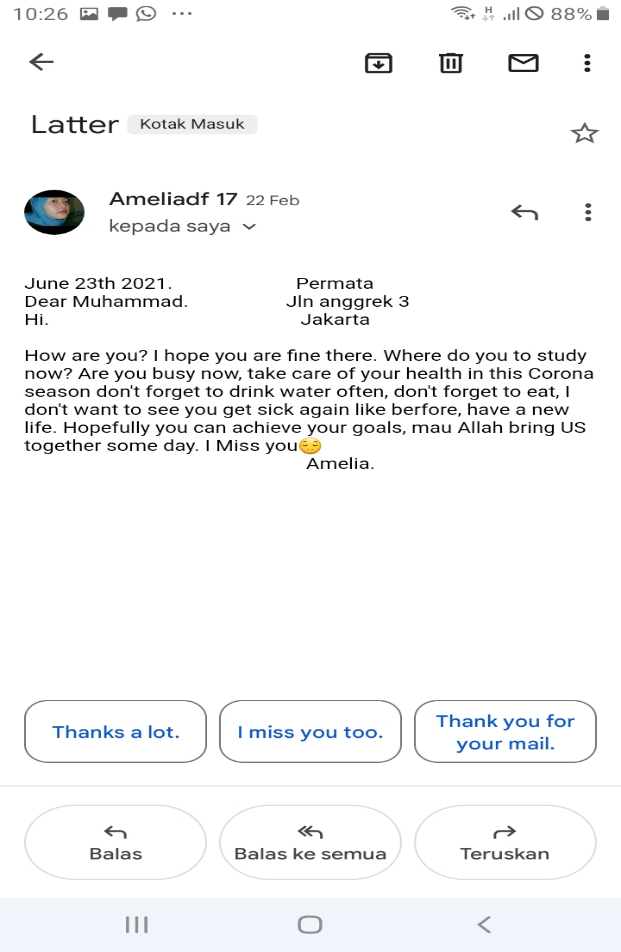 10:26 ... H 88%
Latter Kotak Masuk
Ameliadf 17 22 Feb
kepada saya
June 23th 2021. Permata
Dear Muhammad. Jln anggrek 3
Hi. Jakarta
How are you? I hope you are fine there. Where do you to study
now? Are you busy now, take care of your health in this Corona
season don't forget to drink water often, don't forget to eat, I
don't want to see you get sick again like berfore, have a new
life. Hopefully you can achieve your goals, mau Allah bring US
together some day. I Miss you😔
Amelia.
Thanks a lot.
I miss you too.
Thank you for
your mail.
Balas
Balas ke semua
Teruskan